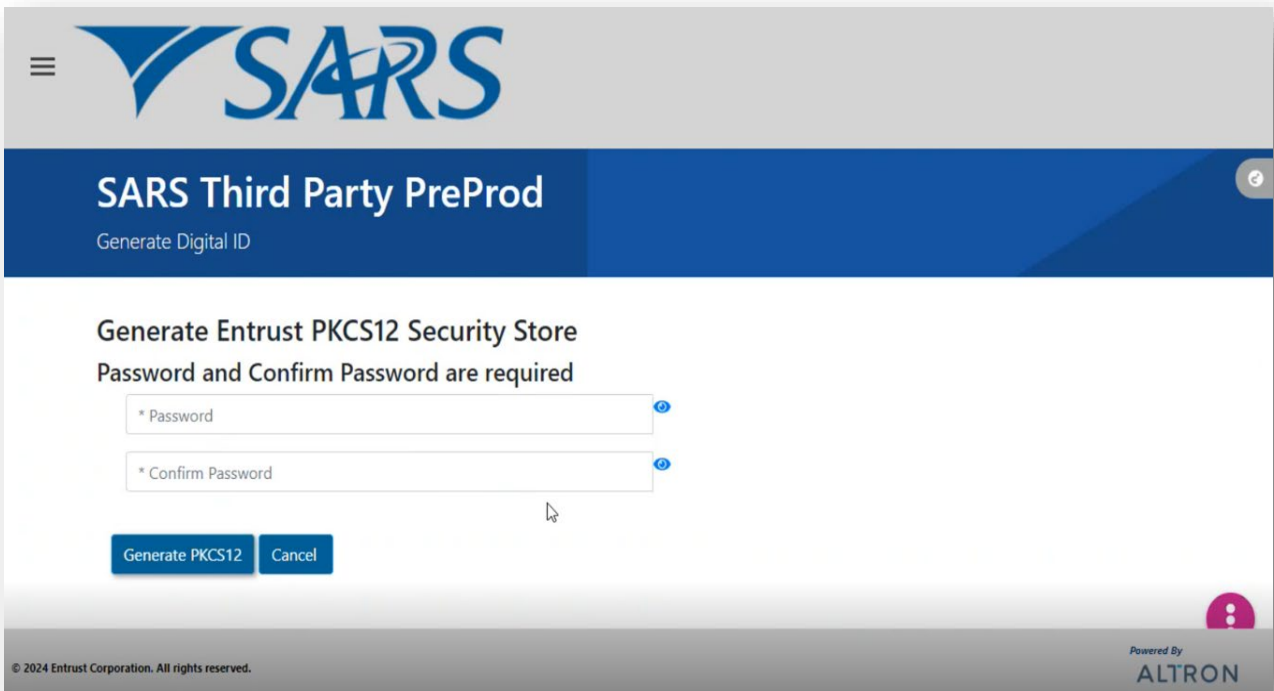 SARS
SARS Third Party PreProd
Generate Digital ID
Generate Entrust PKCS12 Security Store
Password and Confirm Password are required
* Password
* Confirm Password
Generate PKCS12 Cancel
© 2024 Entrust Corporation. All rights reserved.
Powered By
ALTRON